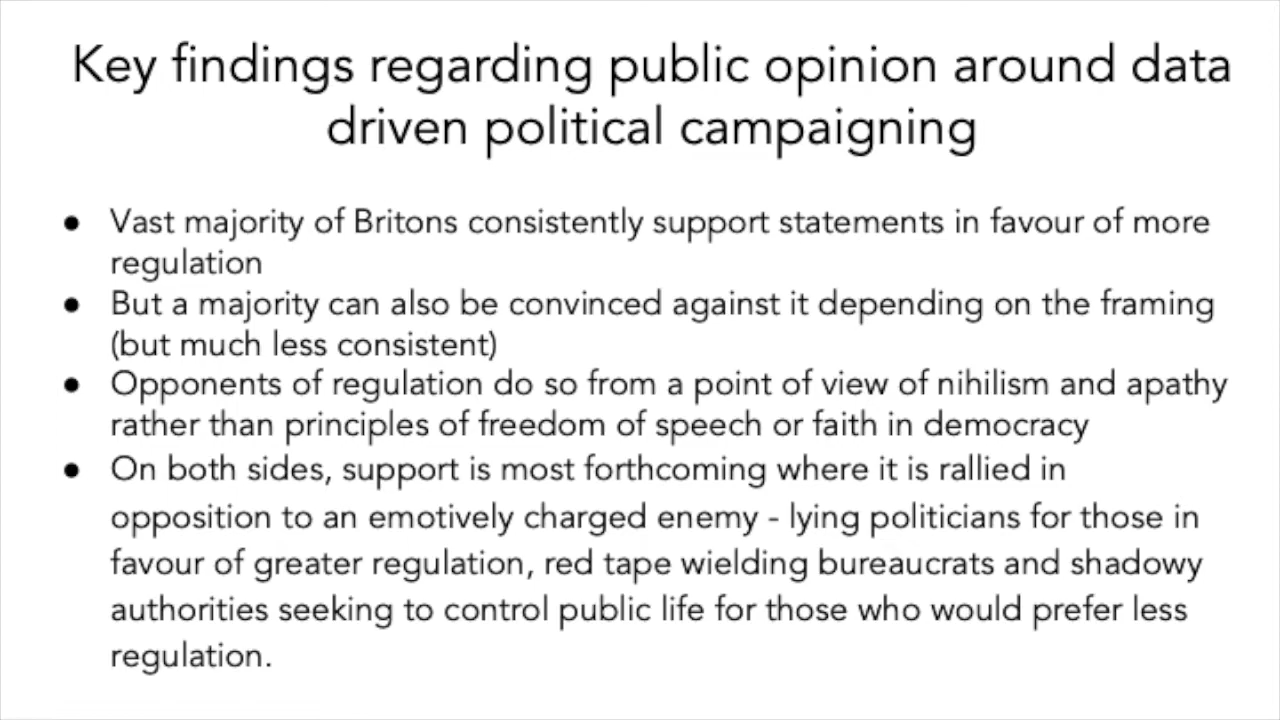 Key findings regarding public opinion around data
driven political campaigning
● Vast majority of Britons consistently support statements in favour of more
regulation
● But a majority can also be convinced against it depending on the framing
(but much less consistent)
● Opponents of regulation do so from a point of view of nihilism and apathy
rather than principles of freedom of speech or faith in democracy
● On both sides, support is most forthcoming where it is rallied in
opposition to an emotively charged enemy - lying politicians for those in
favour of greater regulation, red tape wielding bureaucrats and shadowy
authorities seeking to control public life for those who would prefer less
regulation.